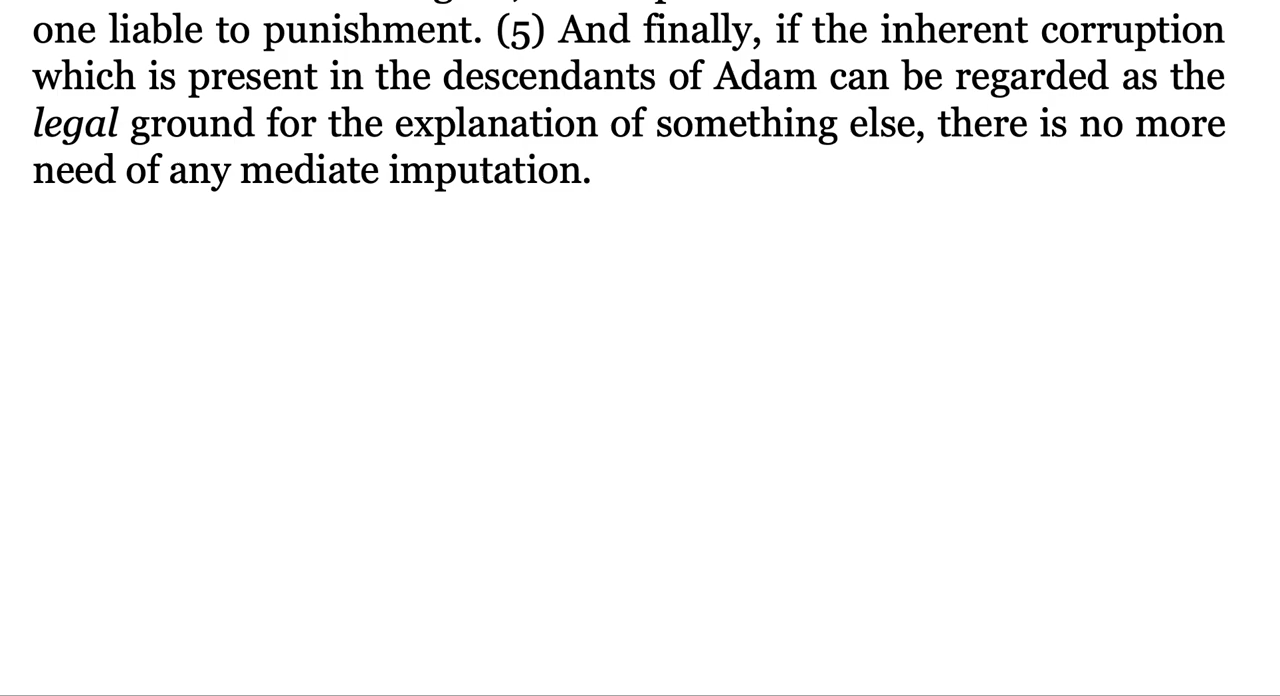 one liable to punishment. (5) And finally, if the inherent corruption
which is present in the descendants of Adam can be regarded as the
legal ground for the explanation of something else, there is no more
need of any mediate imputation.